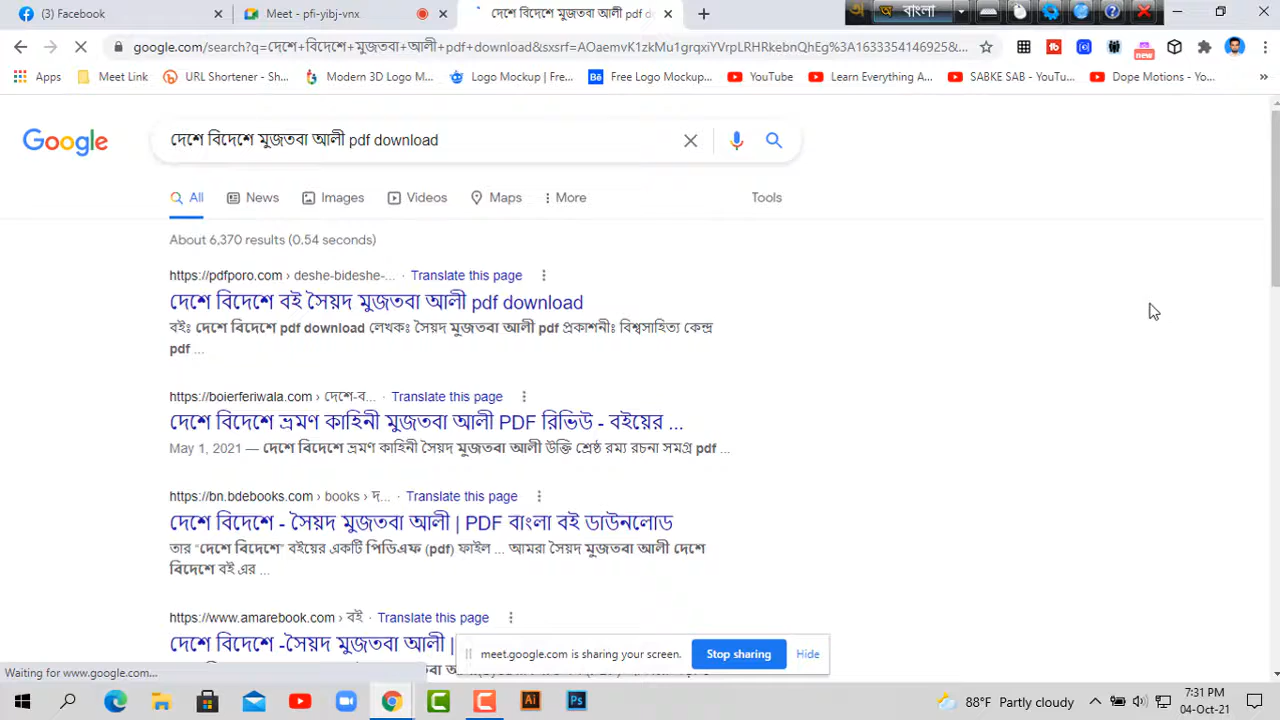 (3) Facebook
Meet – pfi-yjbj-vm
দেশে বিদেশে মুজতবা আলী pdf d
বাংলা
google.com/search?q=দেশে+বিদেশে+মুজতবা+আলী+pdf+download&sxsrf=AOaemvK1zkMu1grqxiYVrpLRHRkebiQhEg%3A1633354146925&...
Apps
Meet Link
URL Shortener - Sh...
Modern 3D Logo M...
Logo Mockup | Fre...
Free Logo Mockup...
YouTube
Learn Everything A...
SABKE SAB - YouTu...
Dope Motions - Yo...
Google
দেশে বিদেশে মুজতবা আলী pdf download
All
News
Images
Videos
Maps
More
Tools
About 6,370 results (0.54 seconds)
https://pdfporo.com › deshe-bideshe-... · Translate this page
দেশে বিদেশে বই সৈয়দ মুজতবা আলী pdf download
বইঃ দেশে বিদেশে pdf download লেখকঃ সৈয়দ মুজতবা আলী pdf প্রকাশনীঃ বিশ্বসাহিত্য কেন্দ্র
pdf ...
https://boierferiwala.com › দেশে-ব... · Translate this page
দেশে বিদেশে ভ্রমণ কাহিনী মুজতবা আলী PDF রিভিউ - বইয়ের ...
May 1, 2021 — দেশে বিদেশে ভ্রমণ কাহিনী সৈয়দ মুজতবা আলী উক্তি শ্রেষ্ঠ রম্য রচনা সমগ্র pdf ...
https://bn.bdebooks.com › books › দ... · Translate this page
দেশে বিদেশে - সৈয়দ মুজতবা আলী | PDF বাংলা বই ডাউনলোড
তার "দেশে বিদেশে" বইয়ের একটি পিডিএফ (pdf) ফাইল ... আমরা সৈয়দ মুজতবা আলী দেশে
বিদেশে বই এর ...
https://www.amarebook.com › বই · Translate this page
দেশে বিদেশে -সৈয়দ মুজতবা আলী |
meet.google.com is sharing your screen.
Stop sharing
Hide
Waiting for www.google.com...
88°F Partly cloudy
7:31 PM
04-Oct-21